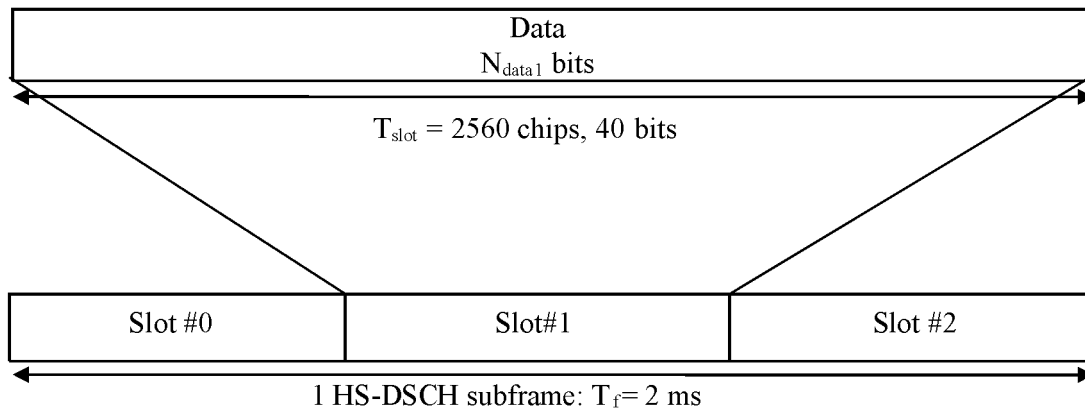 Data
N_data1 bits
T_slot = 2560 chips, 40 bits
Slot #0
Slot#1
Slot #2
1 HS-DSCH subframe: T_f = 2 ms